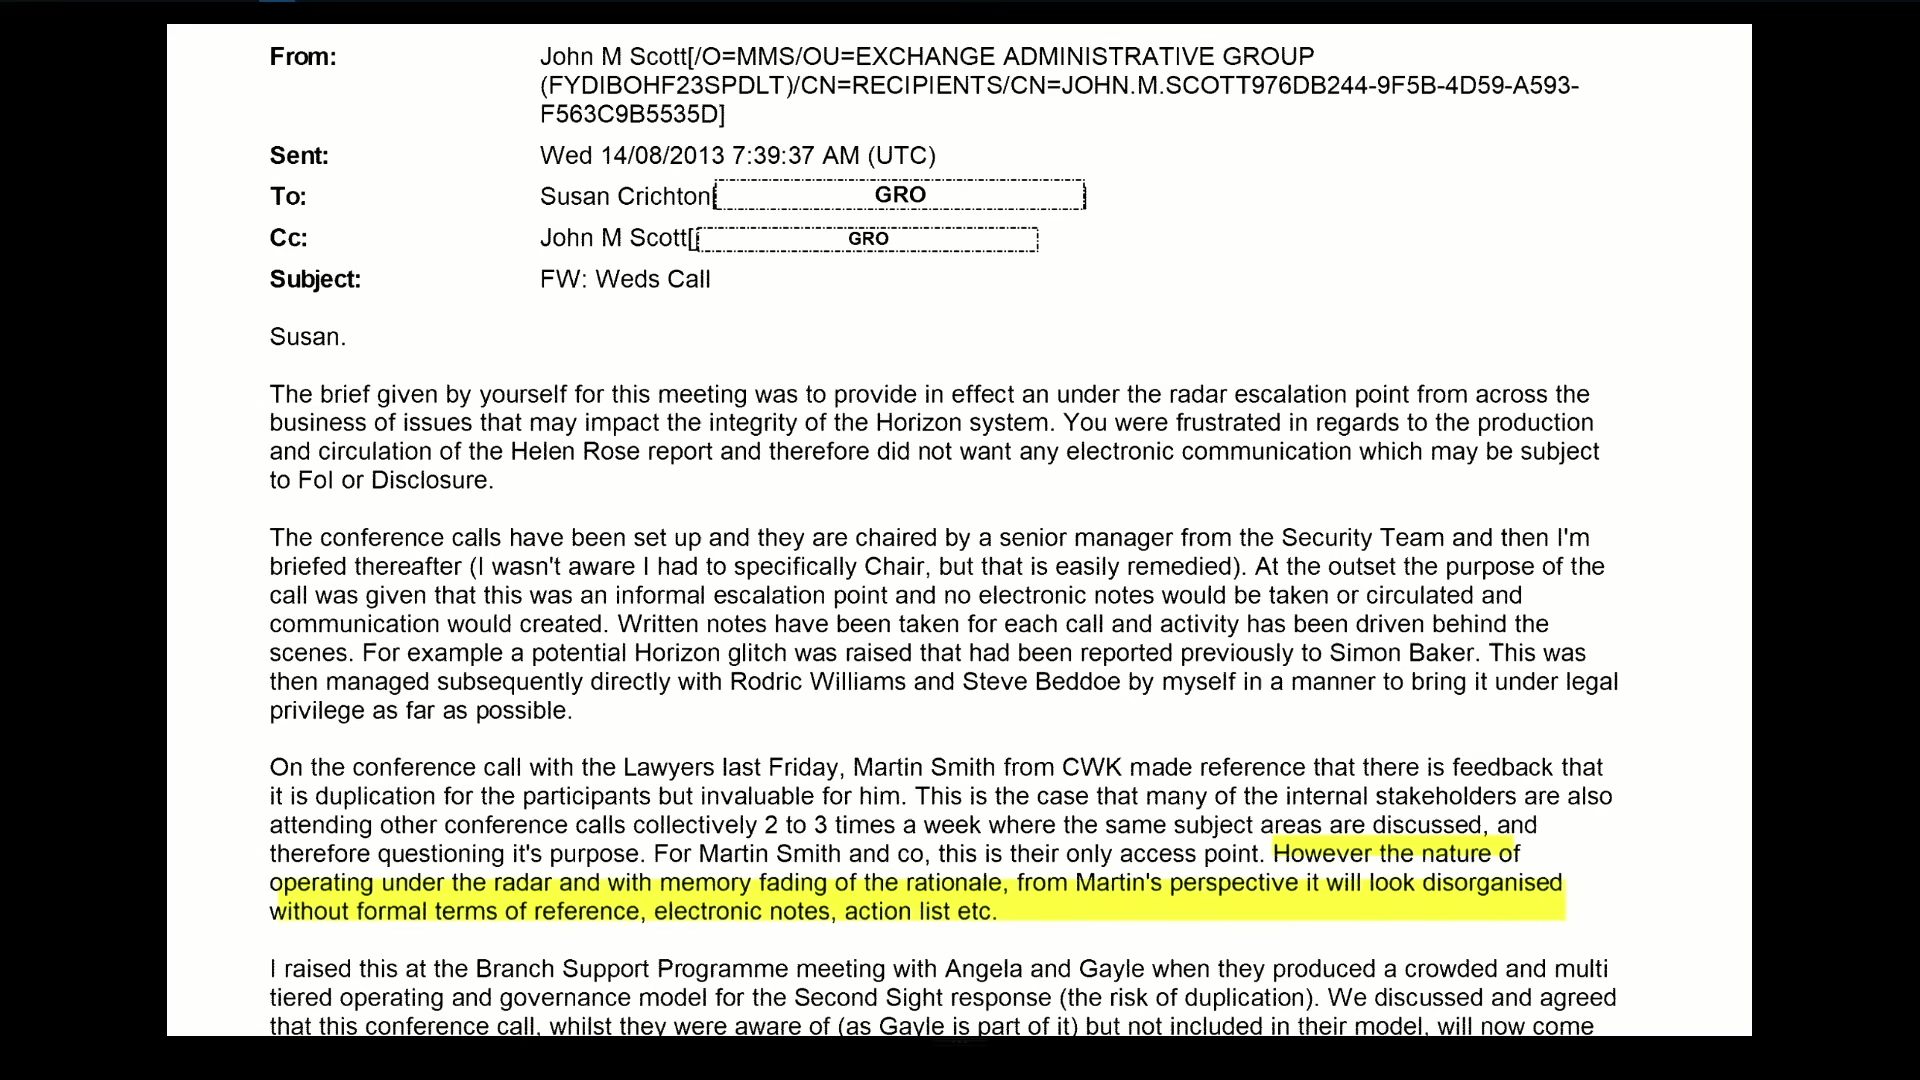 From: John M Scott[/O=MMS/OU=EXCHANGE ADMINISTRATIVE GROUP
(FYDIBOHF23SPDLT)/CN=RECIPIENTS/CN=JOHN.M.SCOTT976DB244-9F5B-4D59-A593-
F563C9B5535D]
Sent: Wed 14/08/2013 7:39:37 AM (UTC)
To: Susan Crichton[ GRO ]
Cc: John M Scott[ GRO
Subject: FW: Weds Call
Susan.
The brief given by yourself for this meeting was to provide in effect an under the radar escalation point from across the
business of issues that may impact the integrity of the Horizon system. You were frustrated in regards to the production
and circulation of the Helen Rose report and therefore did not want any electronic communication which may be subject
to FoI or Disclosure.
The conference calls have been set up and they are chaired by a senior manager from the Security Team and then I'm
briefed thereafter (I wasn't aware I had to specifically Chair, but that is easily remedied). At the outset the purpose of the
call was given that this was an informal escalation point and no electronic notes would be taken or circulated and
communication would created. Written notes have been taken for each call and activity has been driven behind the
scenes. For example a potential Horizon glitch was raised that had been reported previously to Simon Baker. This was
then managed subsequently directly with Rodric Williams and Steve Beddoe by myself in a manner to bring it under legal
privilege as far as possible.
On the conference call with the Lawyers last Friday, Martin Smith from CWK made reference that there is feedback that
it is duplication for the participants but invaluable for him. This is the case that many of the internal stakeholders are also
attending other conference calls collectively 2 to 3 times a week where the same subject areas are discussed, and
therefore questioning it's purpose. For Martin Smith and co, this is their only access point. However the nature of
operating under the radar and with memory fading of the rationale, from Martin's perspective it will look disorganised
without formal terms of reference, electronic notes, action list etc.
I raised this at the Branch Support Programme meeting with Angela and Gayle when they produced a crowded and multi
tiered operating and governance model for the Second Sight response (the risk of duplication). We discussed and agreed
that this conference call, whilst they were aware of (as Gayle is part of it) but not included in their model, will now come